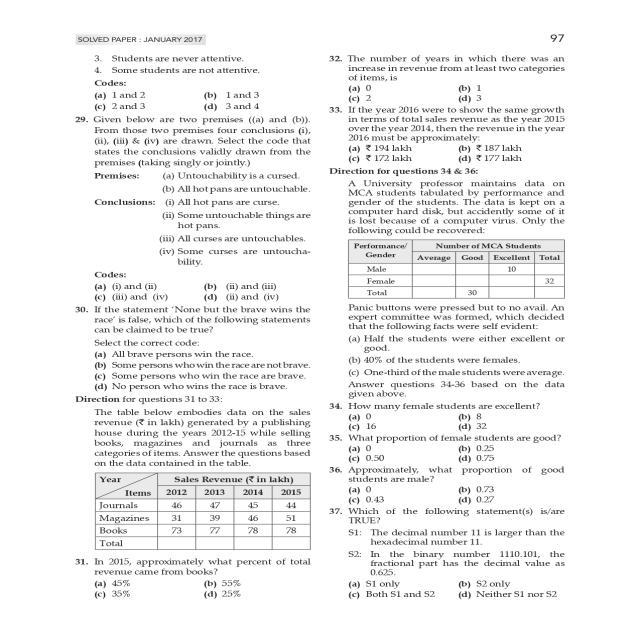 SOLVED PAPER : JANUARY 2017
97
3. Students are never attentive.
4. Some students are not attentive.
Codes:
(a) 1 and 2 (b) 1 and 3
(c) 2 and 3 (d) 3 and 4
29. Given below are two premises ((a) and (b)).
From those two premises four conclusions (i),
(ii), (iii) & (iv) are drawn. Select the code that
states the conclusions validly drawn from the
premises (taking singly or jointly.)
Premises: (a) Untouchability is a cursed.
(b) All hot pans are untouchable.
Conclusions: (i) All hot pans are curse.
(ii) Some untouchable things are
hot pans.
(iii) All curses are untouchables.
(iv) Some curses are untoucha-
bility.
Codes:
(a) (i) and (ii) (b) (ii) and (iii)
(c) (iii) and (iv) (d) (ii) and (iv)
30. If the statement ‘None but the brave wins the
race’ is false, which of the following statements
can be claimed to be true?
Select the correct code:
(a) All brave persons win the race.
(b) Some persons who win the race are not brave.
(c) Some persons who win the race are brave.
(d) No person who wins the race is brave.
Direction for questions 31 to 33:
The table below embodies data on the sales
revenue (₹ in lakh) generated by a publishing
house during the years 2012-15 while selling
books, magazines and journals as three
categories of items. Answer the questions based
on the data contained in the table.
Year Sales Revenue (₹ in lakh)
Items 2012 2013 2014 2015
Journals 46 47 45 44
Magazines 31 39 46 51
Books 73 77 78 78
Total
31. In 2015, approximately what percent of total
revenue came from books?
(a) 45% (b) 55%
(c) 35% (d) 25%
32. The number of years in which there was an
increase in revenue from at least two categories
of items, is
(a) 0 (b) 1
(c) 2 (d) 3
33. If the year 2016 were to show the same growth
in terms of total sales revenue as the year 2015
over the year 2014, then the revenue in the year
2016 must be approximately:
(a) ₹ 194 lakh (b) ₹ 187 lakh
(c) ₹ 172 lakh (d) ₹ 177 lakh
Direction for questions 34 & 36:
A University professor maintains data on
MCA students tabulated by performance and
gender of the students. The data is kept on a
computer hard disk, but accidently some of it
is lost because of a computer virus. Only the
following could be recovered:
Performance/ Number of MCA Students
Gender Average Good Excellent Total
Male 10
Female 32
Total 30
Panic buttons were pressed but to no avail. An
expert committee was formed, which decided
that the following facts were self evident:
(a) Half the students were either excellent or
good.
(b) 40% of the students were females.
(c) One-third of the male students were average.
Answer questions 34-36 based on the data
given above.
34. How many female students are excellent?
(a) 0 (b) 8
(c) 16 (d) 32
35. What proportion of female students are good?
(a) 0 (b) 0.25
(c) 0.50 (d) 0.75
36. Approximately, what proportion of good
students are male?
(a) 0 (b) 0.73
(c) 0.43 (d) 0.27
37. Which of the following statement(s) is/are
TRUE?
S1: The decimal number 11 is larger than the
hexadecimal number 11.
S2: In the binary number 1110.101, the
fractional part has the decimal value as
0.625.
(a) S1 only (b) S2 only
(c) Both S1 and S2 (d) Neither S1 nor S2